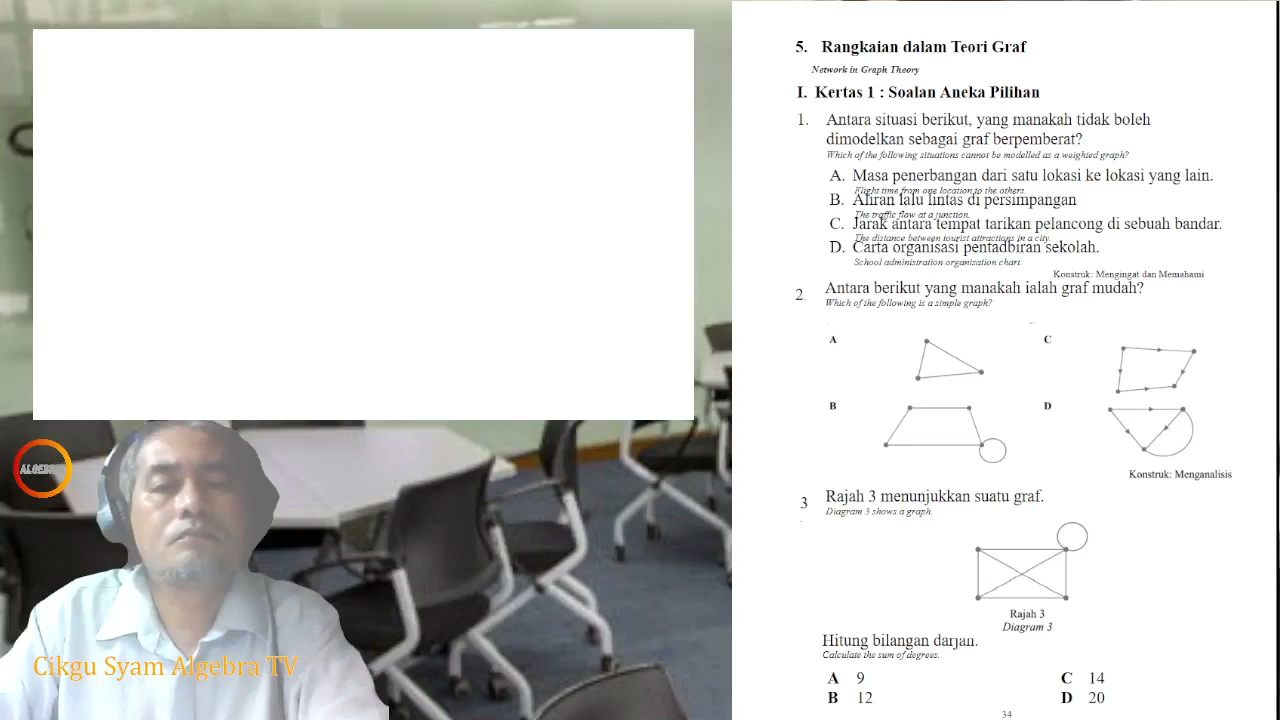 5. Rangkaian dalam Teori Graf
Network in Graph Theory
I. Kertas 1 : Soalan Aneka Pilihan
1. Antara situasi berikut, yang manakah tidak boleh
dimodelkan sebagai graf berpemberat?
Which of the following situations cannot be modelled as a weighted graph?
A. Masa penerbangan dari satu lokasi ke lokasi yang lain.
Flight time from one location to the others.
B. Aliran lalu lintas di persimpangan
The traffic flow at a junction.
C. Jarak antara tempat tarikan pelancong di sebuah bandar.
The distance between tourist attractions in a city.
D. Carta organisasi pentadbiran sekolah.
School administration organisation chart.
Konstruk: Mengingat dan Memahami
2 Antara berikut yang manakah ialah graf mudah?
Which of the following is a simple graph?
A
C
B
D
Konstruk: Menganalisis
3 Rajah 3 menunjukkan suatu graf.
Diagram 3 shows a graph.
Rajah 3
Diagram 3
Hitung bilangan darjah.
Calculate the sum of degrees.
A 9
C 14
B 12
D 20
34
ALGEBRA
Cikgu Syam Algebra TV